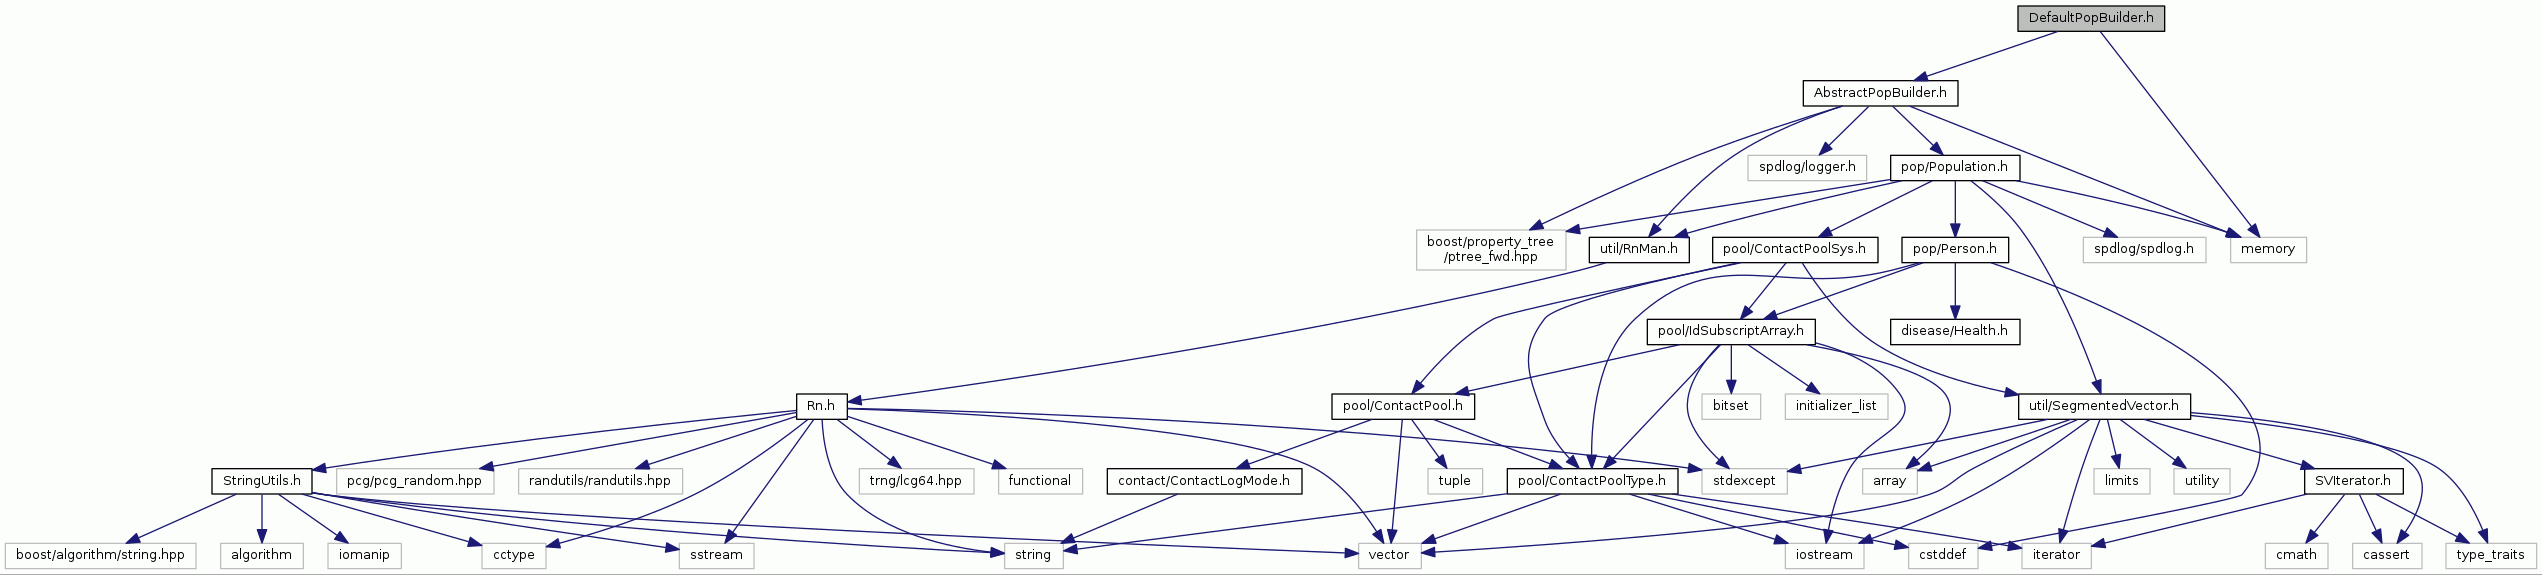 DefaultPopBuilder.h
AbstractPopBuilder.h
spdlog/logger.h
pop/Population.h
boost/property_tree
/ptree_fwd.hpp
util/RnMan.h
pool/ContactPoolSys.h
pop/Person.h
spdlog/spdlog.h
memory
pool/IdSubscriptArray.h
disease/Health.h
Rn.h
pool/ContactPool.h
bitset
initializer_list
util/SegmentedVector.h
StringUtils.h
pcg/pcg_random.hpp
randutils/randutils.hpp
trng/lcg64.hpp
functional
contact/ContactLogMode.h
tuple
pool/ContactPoolType.h
stdexcept
array
limits
utility
SVIterator.h
boost/algorithm/string.hpp
algorithm
iomanip
cctype
sstream
string
vector
iostream
cstddef
iterator
cmath
cassert
type_traits